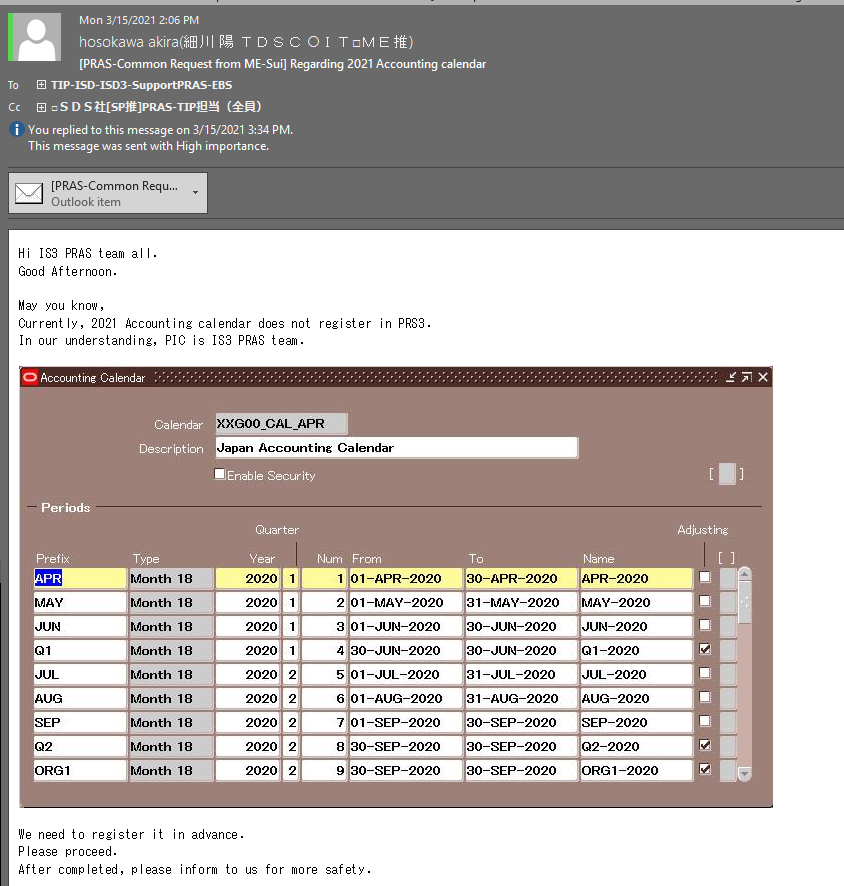 Mon 3/15/2021 2:06 PM
hosokawa akira(細川 陽 ＴＤＳＣ ＯＩＴ□ＭＥ推)
[PRAS-Common Request from ME-Sui] Regarding 2021 Accounting calendar
To TIP-ISD-ISD3-SupportPRAS-EBS
Cc □ＳＤＳ社[SP推]PRAS-TIP担当（全員）
You replied to this message on 3/15/2021 3:34 PM.
This message was sent with High importance.
[PRAS-Common Requ...
Outlook item
Hi IS3 PRAS team all.
Good Afternoon.
May you know,
Currently, 2021 Accounting calendar does not register in PRS3.
In our understanding, PIC is IS3 PRAS team.
Accounting Calendar
Calendar XXG00_CAL_APR
Description Japan Accounting Calendar
Enable Security [ ]
Periods
Quarter Adjusting
Prefix Type Year Num From To Name [ ]
APR Month 18 2020 1 1 01-APR-2020 30-APR-2020 APR-2020
MAY Month 18 2020 1 2 01-MAY-2020 31-MAY-2020 MAY-2020
JUN Month 18 2020 1 3 01-JUN-2020 30-JUN-2020 JUN-2020
Q1 Month 18 2020 1 4 30-JUN-2020 30-JUN-2020 Q1-2020
JUL Month 18 2020 2 5 01-JUL-2020 31-JUL-2020 JUL-2020
AUG Month 18 2020 2 6 01-AUG-2020 31-AUG-2020 AUG-2020
SEP Month 18 2020 2 7 01-SEP-2020 30-SEP-2020 SEP-2020
Q2 Month 18 2020 2 8 30-SEP-2020 30-SEP-2020 Q2-2020
ORG1 Month 18 2020 2 9 30-SEP-2020 30-SEP-2020 ORG1-2020
We need to register it in advance.
Please proceed.
After completed, please inform to us for more safety.